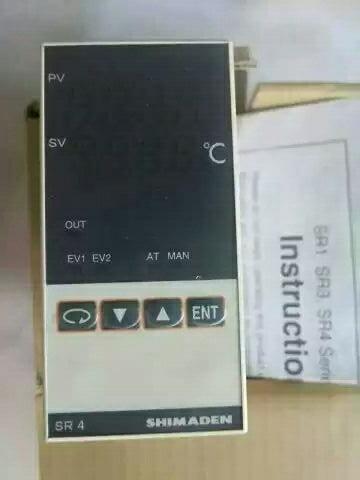 PV
SV
℃
OUT
EV1 EV2 AT MAN
ENT
SR 4 SHIMADEN
SR1 SR3 SR4 Seri
Instructio